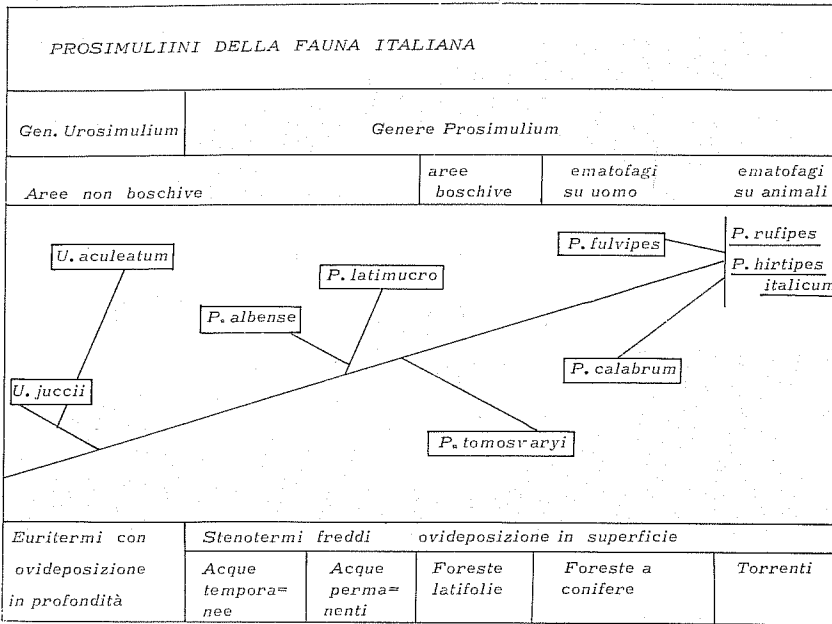 PROSIMULIINI DELLA FAUNA ITALIANA
Gen. Urosimulium
Genere Prosimulium
Aree non boschive
aree
boschive
ematofagi
su uomo
ematofagi
su animali
U. aculeatum
P. latimucro
P. albense
U. juccii
P. tomosvaryi
P. fulvipes
P. rufipes
P. hirtipes
italicum
P. calabrum
Euritermi con
ovideposizione
in profondità
Stenotermi freddi ovideposizione in superficie
Acque
tempora=
nee
Acque
perma=
nenti
Foreste
latifolie
Foreste a
conifere
Torrenti